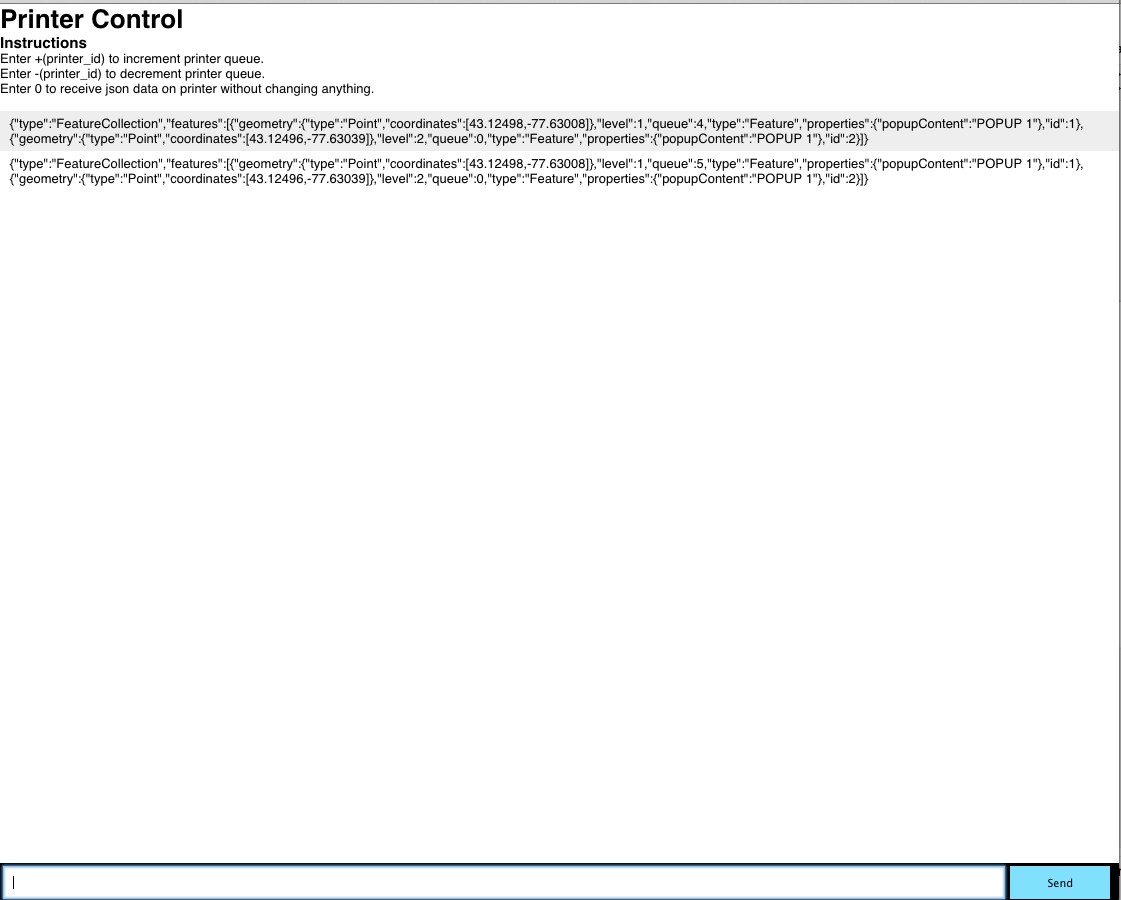 Printer Control
Instructions
Enter +(printer_id) to increment printer queue.
Enter -(printer_id) to decrement printer queue.
Enter 0 to receive json data on printer without changing anything.
{"type":"FeatureCollection","features":[{"geometry":{"type":"Point","coordinates":[43.12498,-77.63008]},"level":1,"queue":4,"type":"Feature","properties":{"popupContent":"POPUP 1"},"id":1},
{"geometry":{"type":"Point","coordinates":[43.12496,-77.63039]},"level":2,"queue":0,"type":"Feature","properties":{"popupContent":"POPUP 1"},"id":2}]}
{"type":"FeatureCollection","features":[{"geometry":{"type":"Point","coordinates":[43.12498,-77.63008]},"level":1,"queue":5,"type":"Feature","properties":{"popupContent":"POPUP 1"},"id":1},
{"geometry":{"type":"Point","coordinates":[43.12496,-77.63039]},"level":2,"queue":0,"type":"Feature","properties":{"popupContent":"POPUP 1"},"id":2}]}
Send